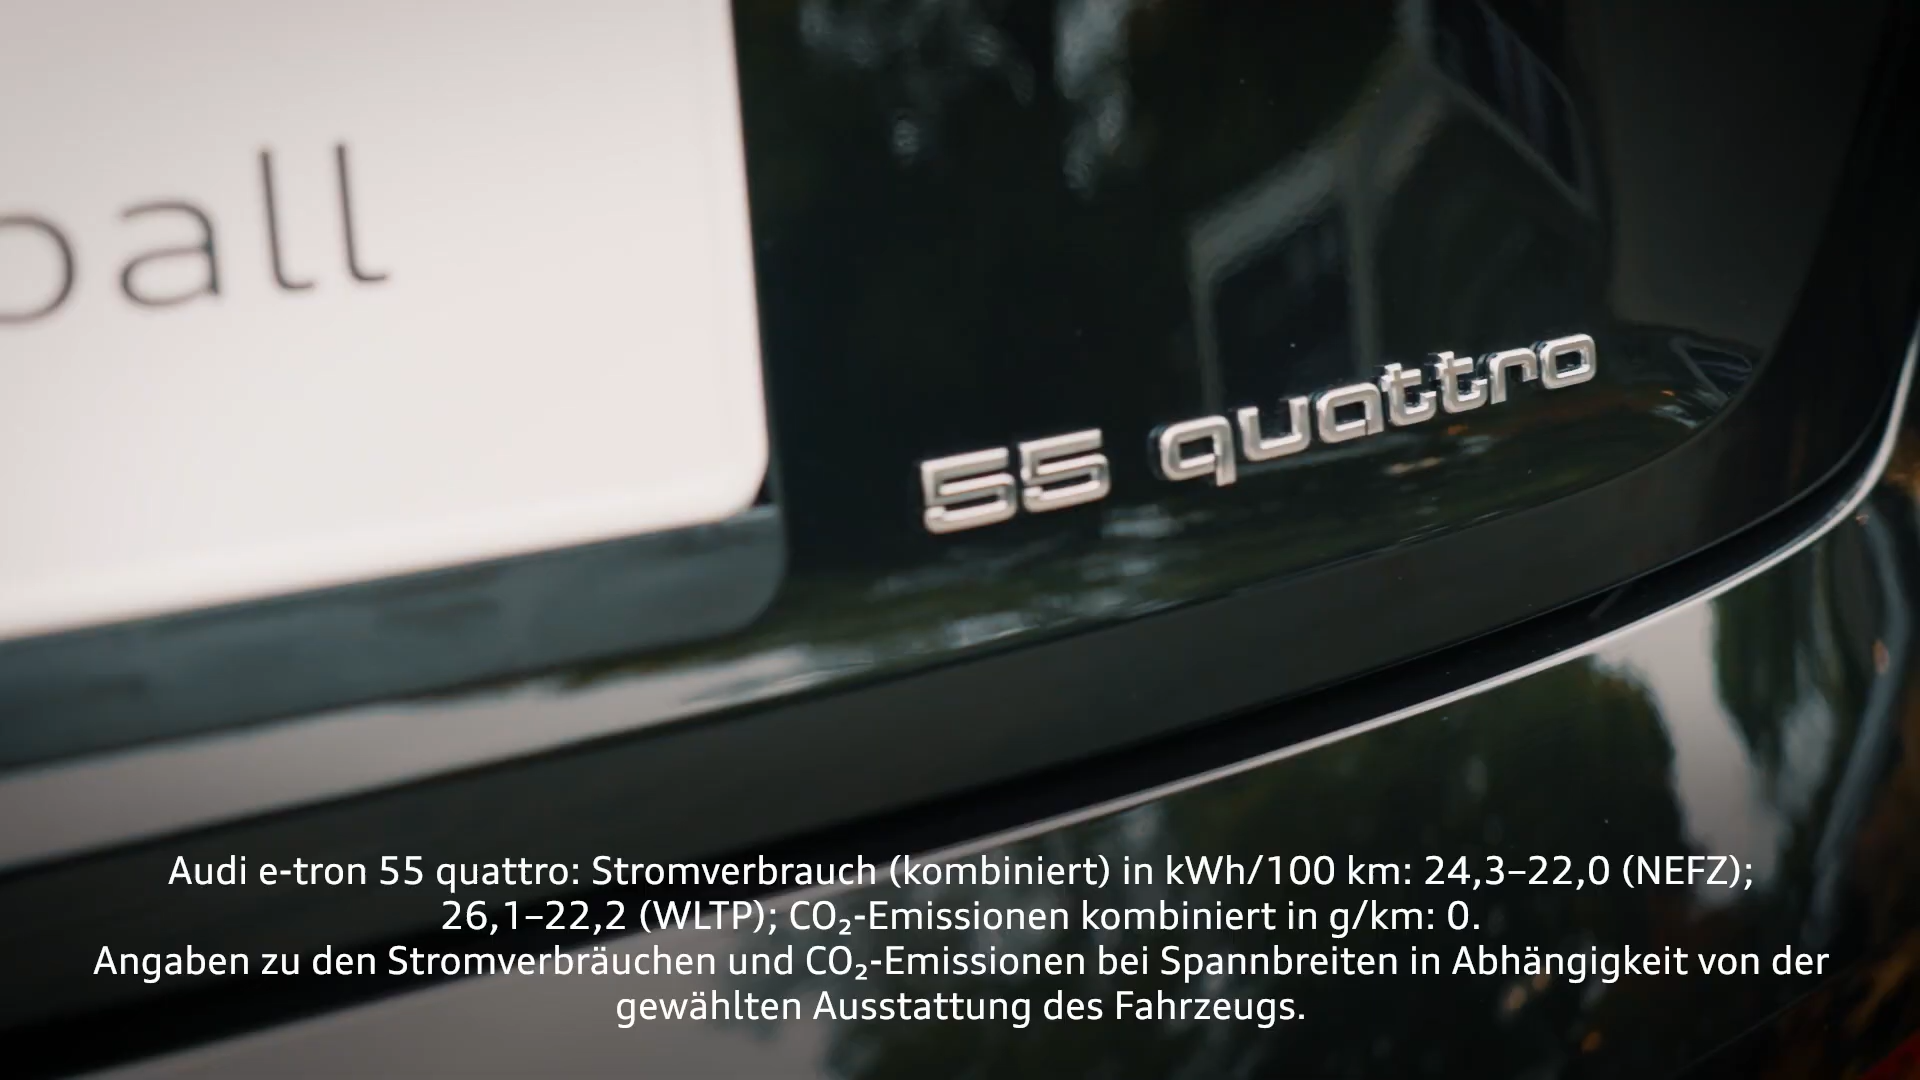 ball
55 quattro
Audi e-tron 55 quattro: Stromverbrauch (kombiniert) in kWh/100 km: 24,3–22,0 (NEFZ);
26,1–22,2 (WLTP); CO₂-Emissionen kombiniert in g/km: 0.
Angaben zu den Stromverbräuchen und CO₂-Emissionen bei Spannbreiten in Abhängigkeit von der
gewählten Ausstattung des Fahrzeugs.